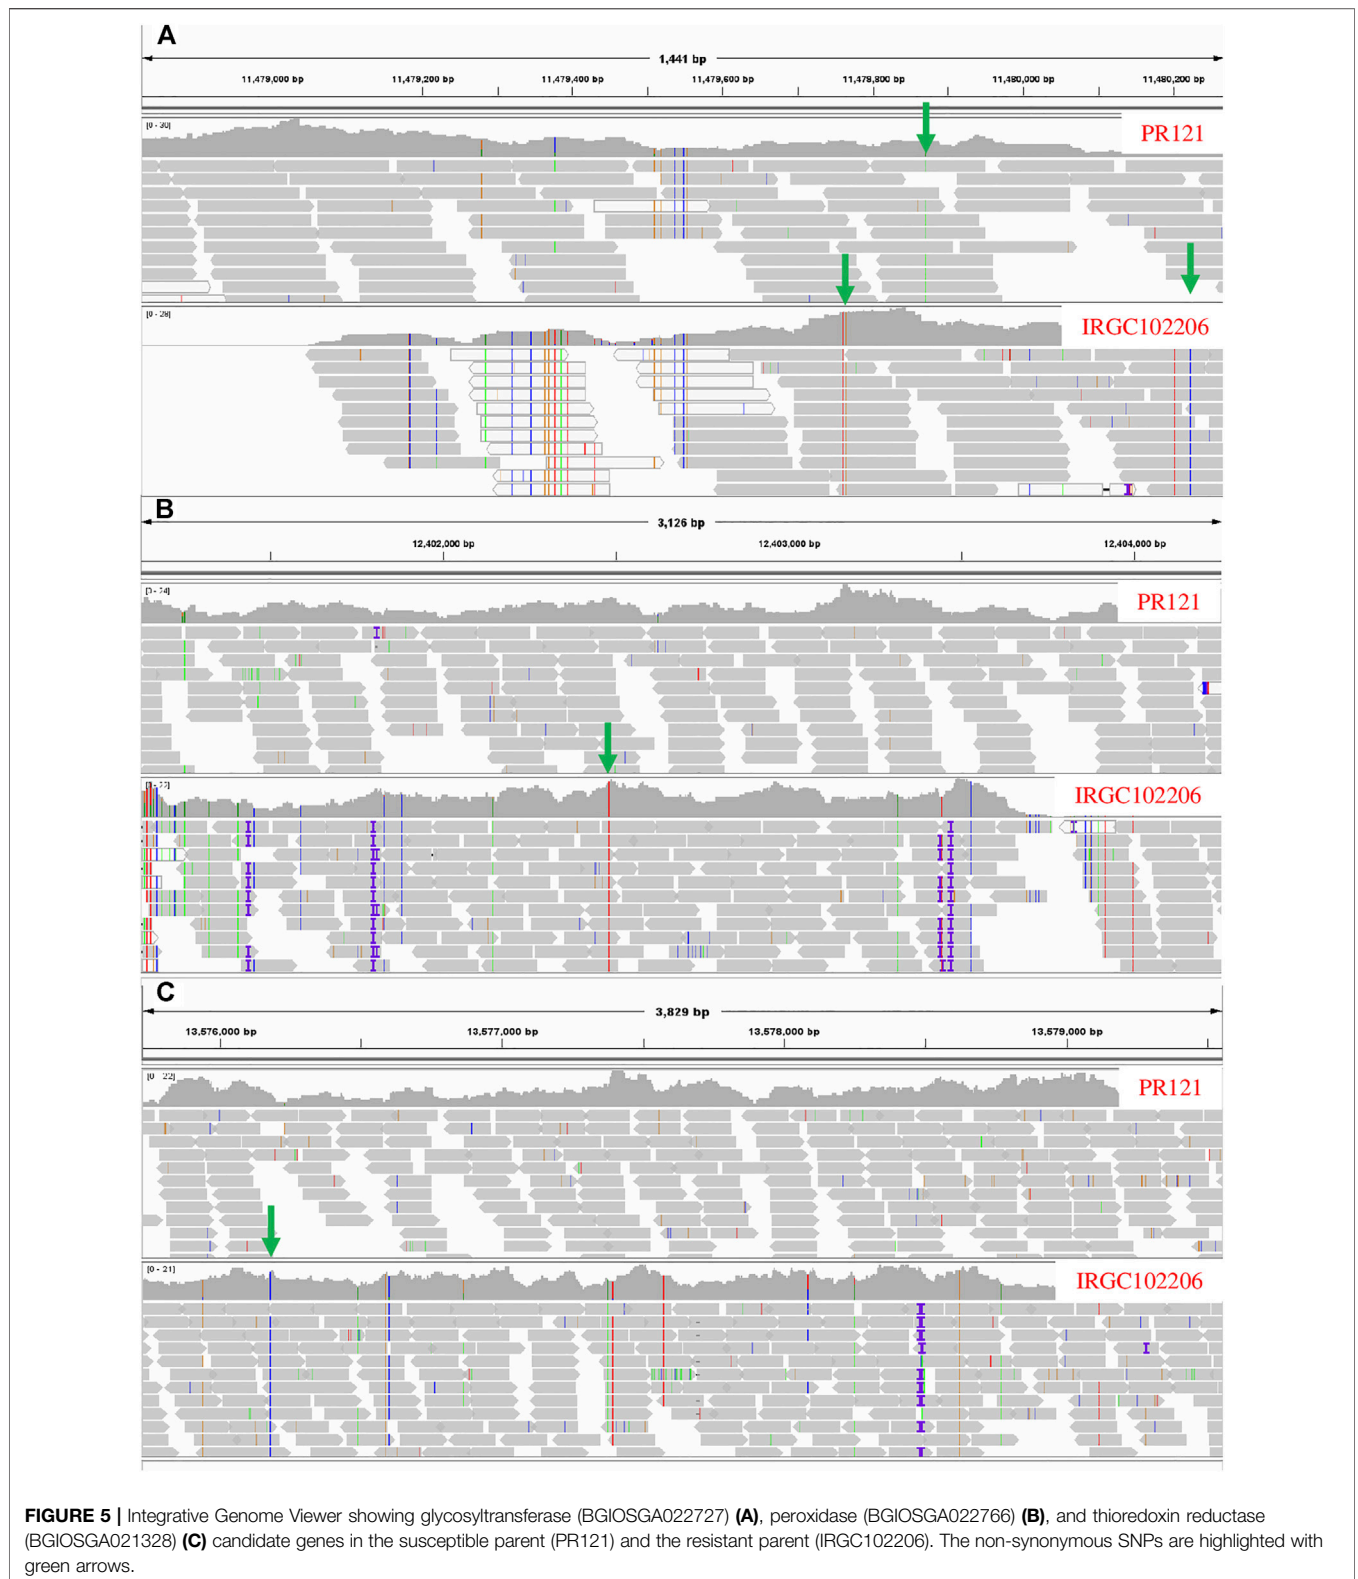 A
1,441 bp
11,479,000 bp 11,479,200 bp 11,479,400 bp 11,479,600 bp 11,479,800 bp 11,480,000 bp 11,480,200 bp
[0 - 30]
PR121
[0 - 28]
IRGC102206
B
3,126 bp
12,402,000 bp 12,403,000 bp 12,404,000 bp
PR121
IRGC102206
C
3,829 bp
13,576,000 bp 13,577,000 bp 13,578,000 bp 13,579,000 bp
PR121
[0 - 21]
IRGC102206
FIGURE 5 | Integrative Genome Viewer showing glycosyltransferase (BGIOSGA022727) (A), peroxidase (BGIOSGA022766) (B), and thioredoxin reductase
(BGIOSGA021328) (C) candidate genes in the susceptible parent (PR121) and the resistant parent (IRGC102206). The non-synonymous SNPs are highlighted with
green arrows.